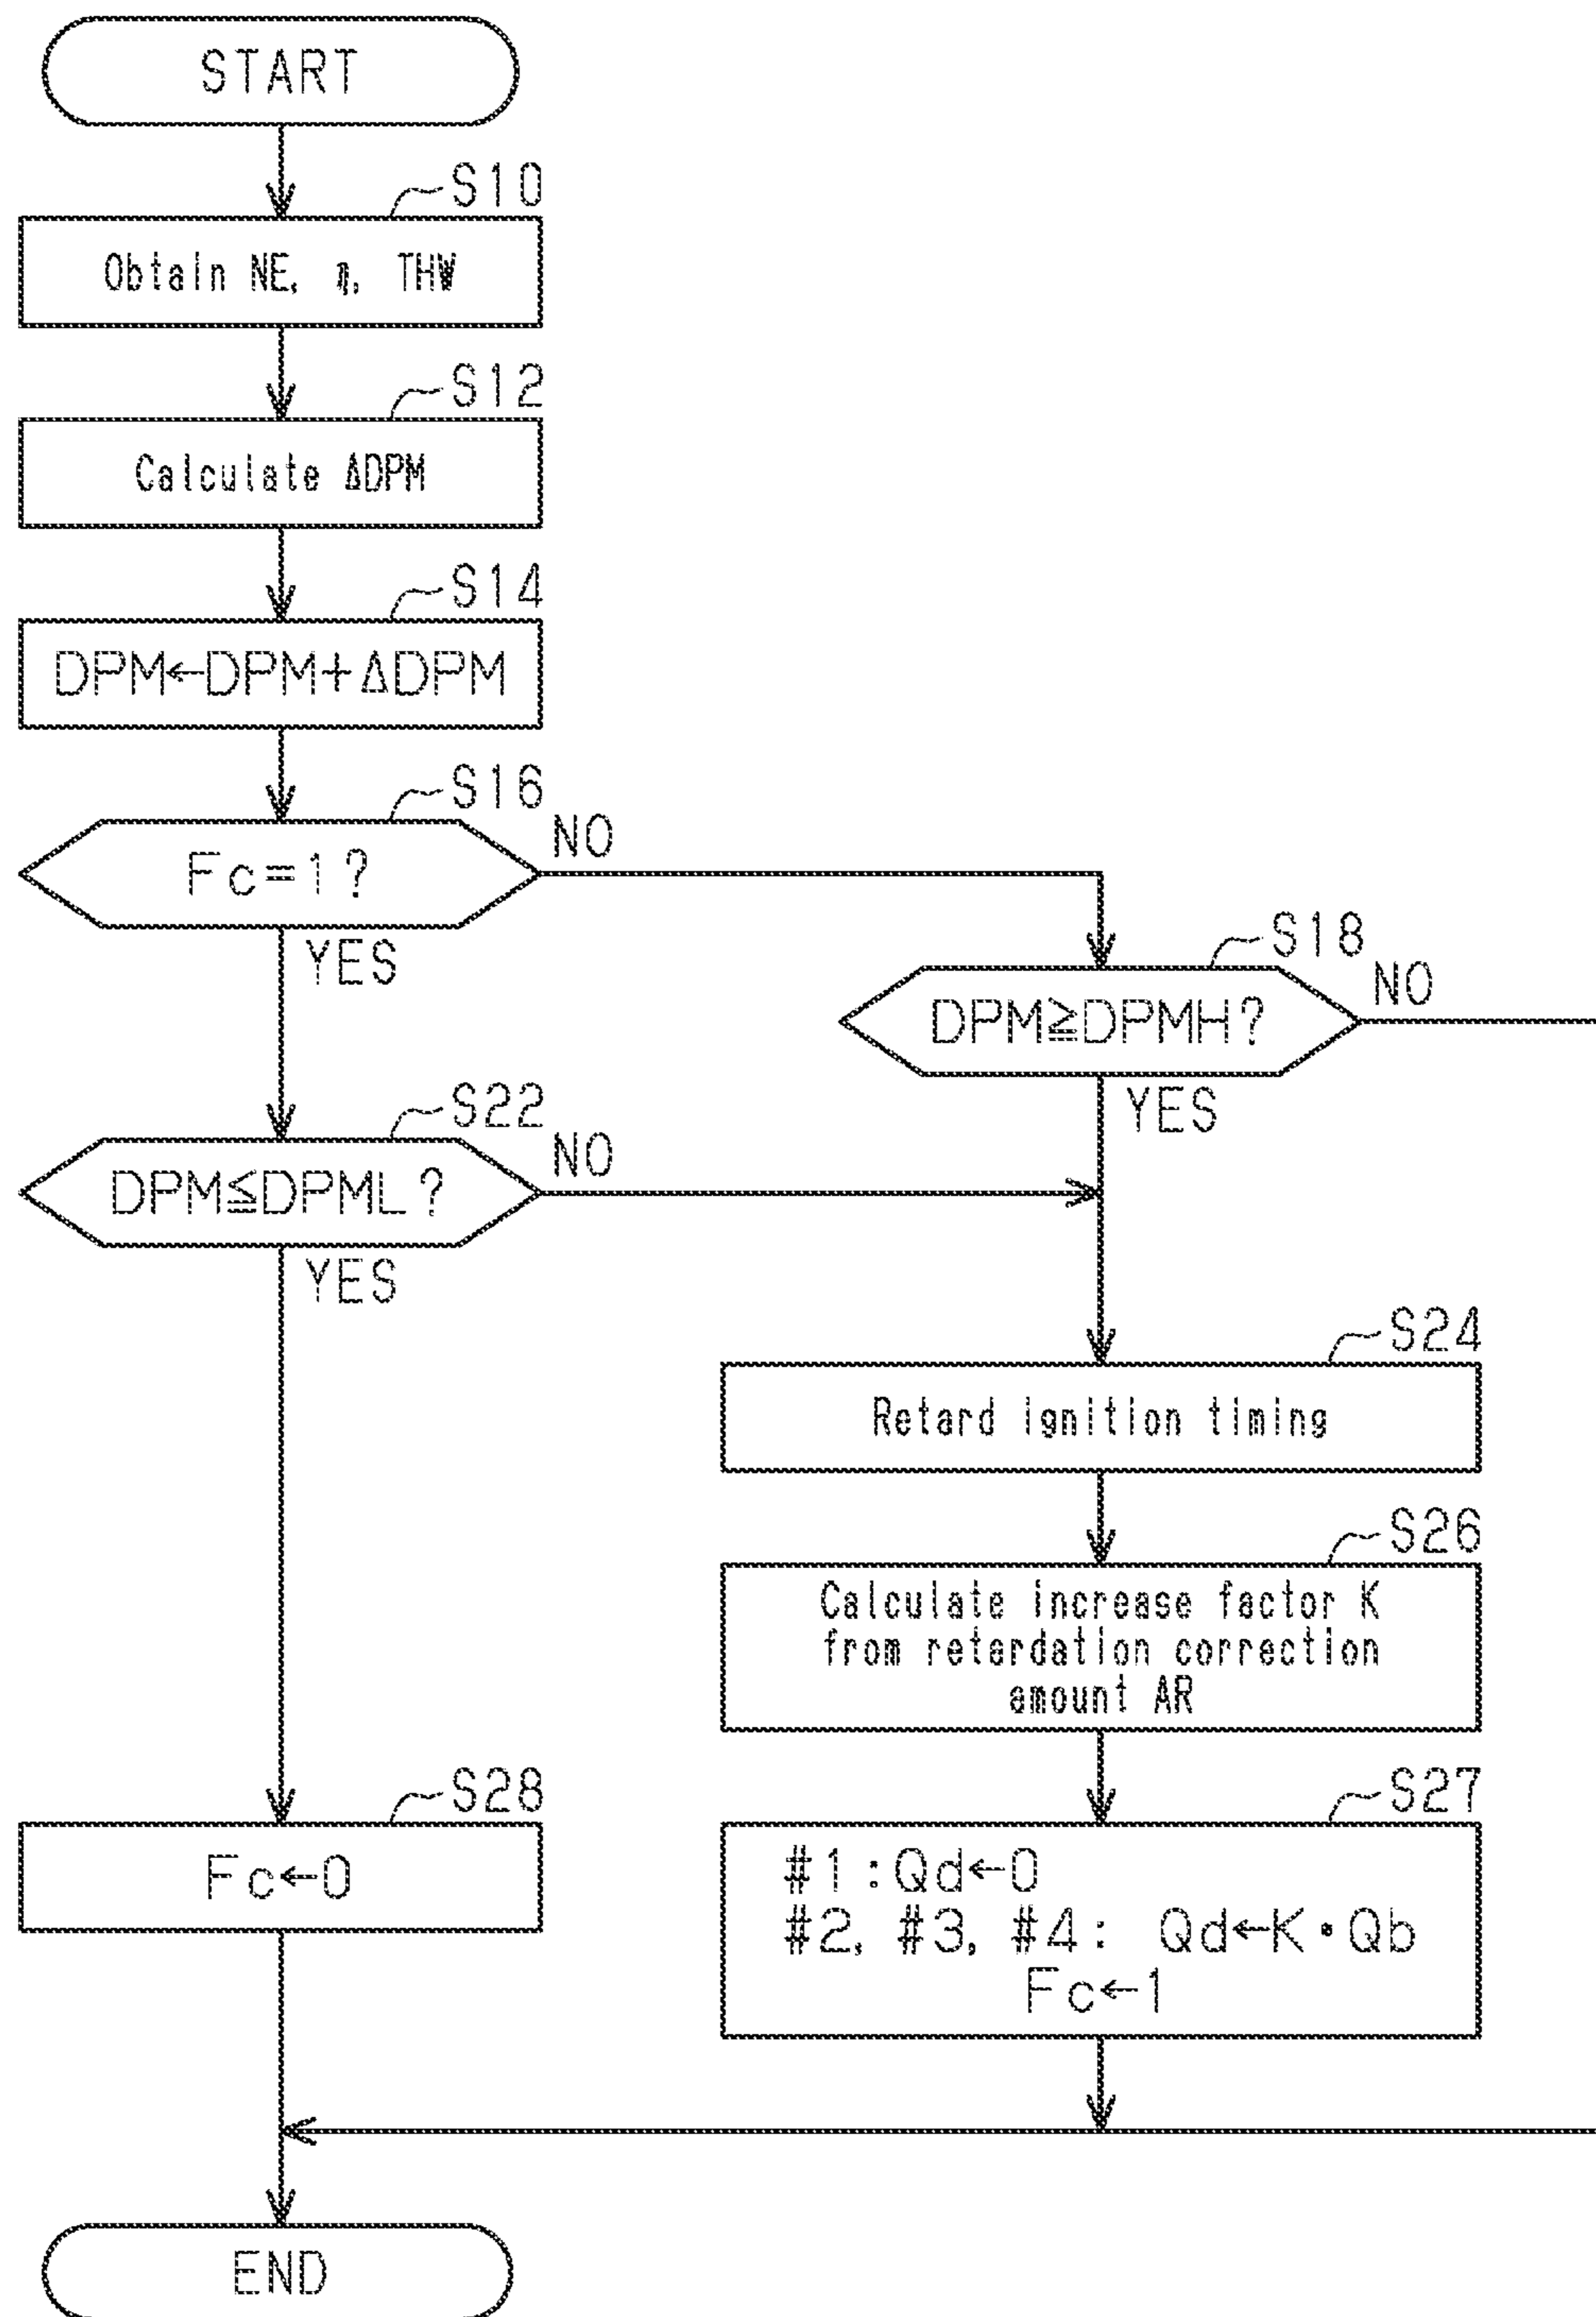 START
S10
Obtain NE, η, THW
S12
Calculate ΔDPM
S14
DPM←DPM+ΔDPM
S16
Fc=1?
NO
YES
S18
DPM≧DPMH?
NO
YES
S22
DPM≦DPML?
NO
YES
S24
Retard ignition timing
S26
Calculate increase factor K
from retardation correction
amount AR
S27
#1:Qd←0
#2, #3, #4: Qd←K·Qb
Fc←1
S28
Fc←0
END